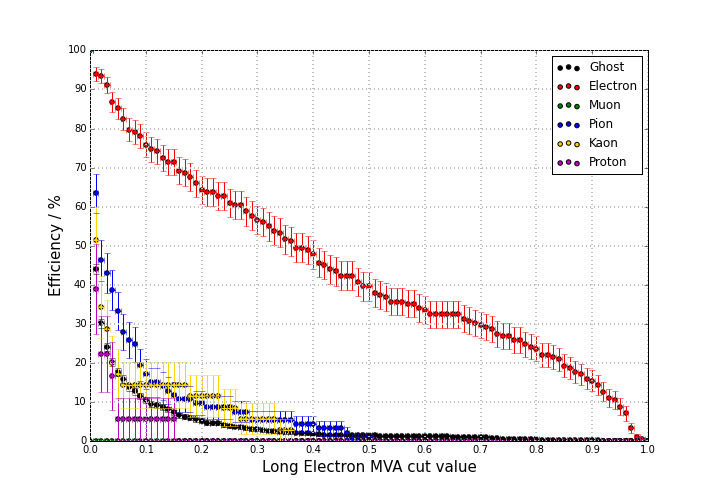 100
90
80
70
60
50
40
30
20
10
0
Efficiency / %
Ghost
Electron
Muon
Pion
Kaon
Proton
0.0 0.1 0.2 0.3 0.4 0.5 0.6 0.7 0.8 0.9 1.0
Long Electron MVA cut value